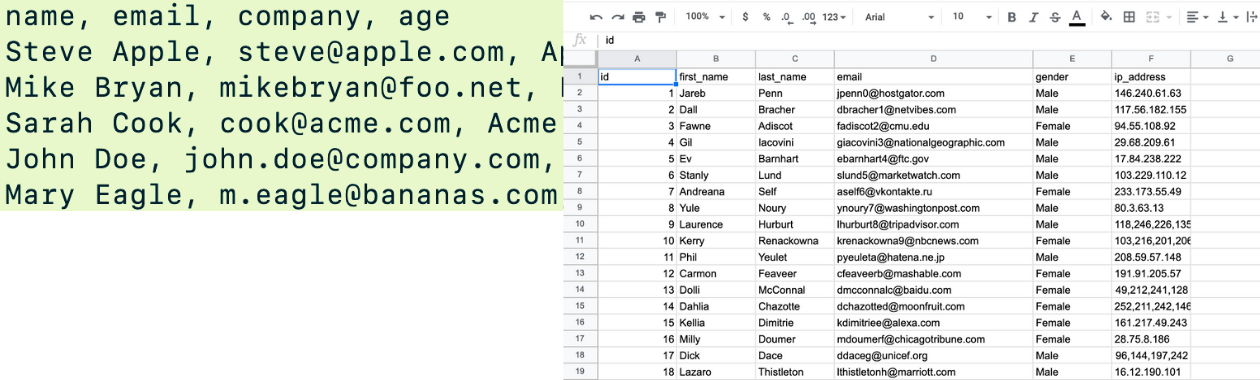 name, email, company, age
Steve Apple, steve@apple.com,
Mike Bryan, mikebryan@foo.net,
Sarah Cook, cook@acme.com, Acme
John Doe, john.doe@company.com,
Mary Eagle, m.eagle@bananas.com
100% $ % .0 .00 123 Arial 10 B I S A
fx id
A B C D E F G
1 id first_name last_name email gender ip_address
2 1 Jareb Penn jpenn0@hostgator.com Male 146.240.61.63
3 2 Dall Bracher dbracher1@netvibes.com Male 117.56.182.155
4 3 Fawne Adiscot fadiscot2@cmu.edu Female 94.55.108.92
5 4 Gil Iacovini giacovini3@nationalgeographic.com Male 29.68.209.61
6 5 Ev Barnhart ebarnhart4@ftc.gov Male 17.84.238.222
7 6 Stanly Lund slund5@marketwatch.com Male 103.229.110.12
8 7 Andreana Self aself6@vkontakte.ru Female 233.173.55.49
9 8 Yule Noury ynoury7@washingtonpost.com Male 80.3.63.13
10 9 Laurence Hurburt lhurburt8@tripadvisor.com Male 118,246,226,135
11 10 Kerry Renackowna krenackowna9@nbcnews.com Female 103,216,201,206
12 11 Phil Yeulet pyeuleta@hatena.ne.jp Male 208.59.57.148
13 12 Carmon Feaveer cfeaveerb@mashable.com Female 191.91.205.57
14 13 Dolli McConnal dmcconnalc@baidu.com Female 49,212,241,128
15 14 Dahlia Chazotte dchazotted@moonfruit.com Female 252,211,242,146
16 15 Kellia Dimitrie kdimitriee@alexa.com Female 161.217.49.243
17 16 Milly Doumer mdoumerf@chicagotribune.com Female 28.75.8.186
18 17 Dick Dace ddaceg@unicef.org Male 96,144,197,242
19 18 Lazaro Thistleton lthistletonh@marriott.com Male 16.12.190.101